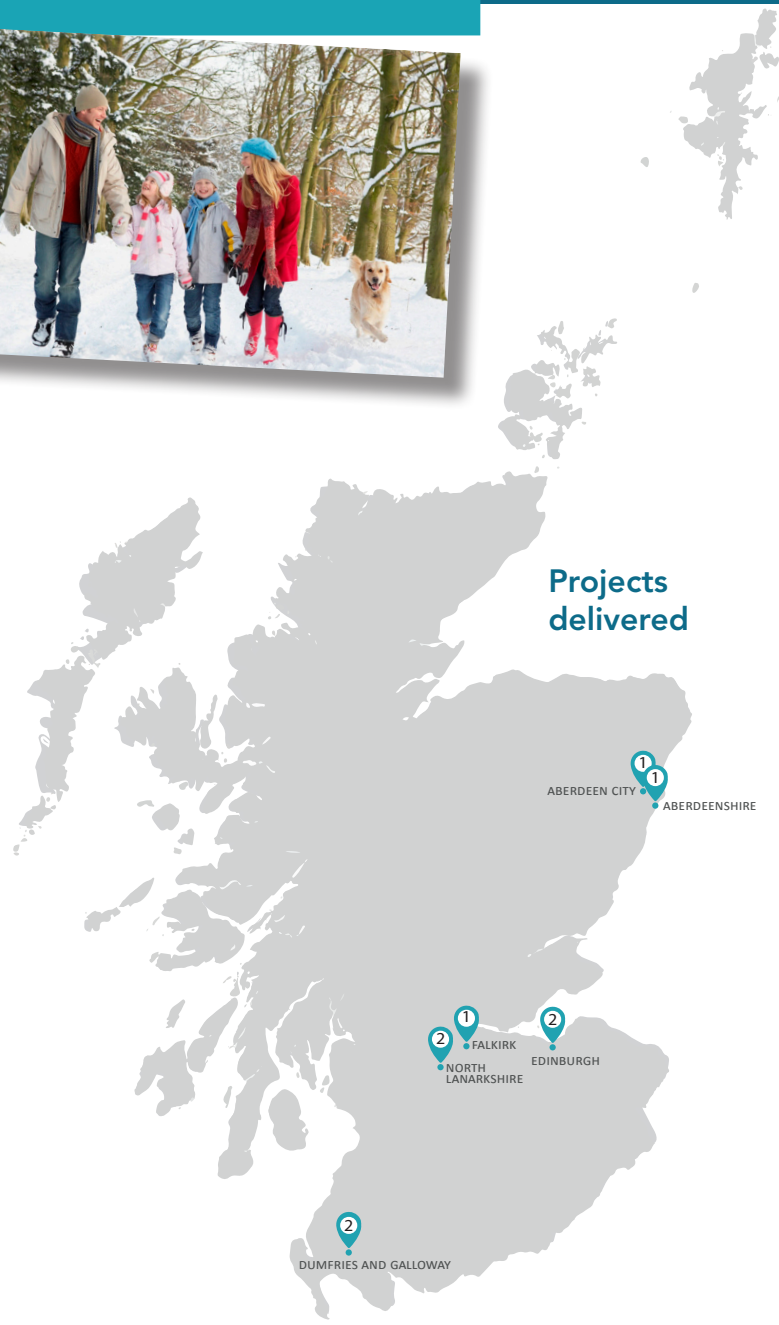 Projects
delivered
1
1
ABERDEEN CITY
ABERDEENSHIRE
1
2
2
FALKIRK
EDINBURGH
NORTH
LANARKSHIRE
2
DUMFRIES AND GALLOWAY